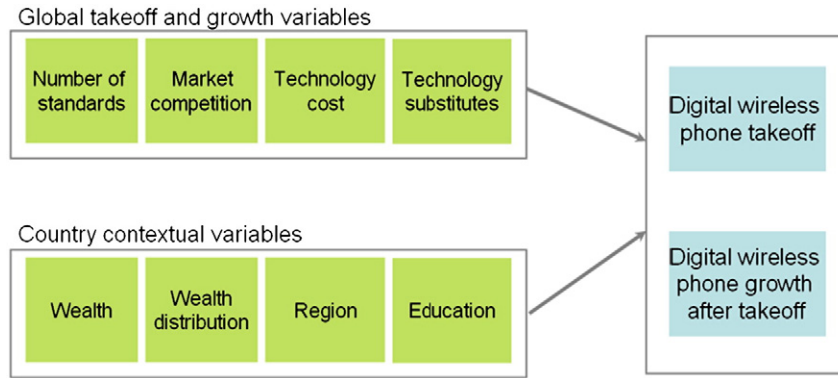 Global takeoff and growth variables
Number of
standards
Market
competition
Technology
cost
Technology
substitutes
Digital wireless
phone takeoff
Country contextual variables
Wealth
Wealth
distribution
Region
Education
Digital wireless
phone growth
after takeoff